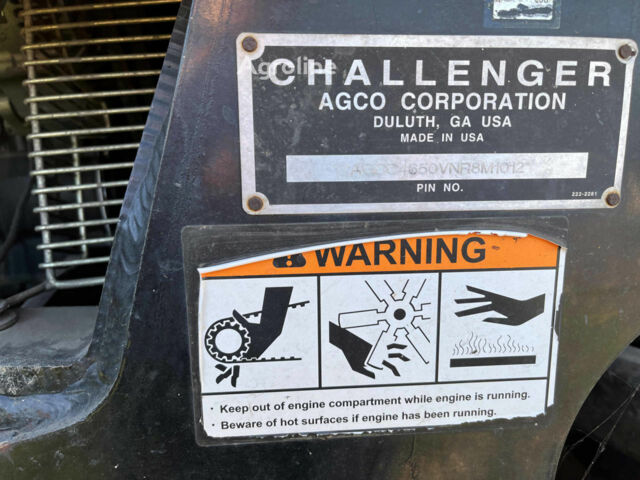 CHALLENGER
AGCO CORPORATION
DULUTH, GA USA
MADE IN USA
PIN NO.
222-2261
WARNING
• Keep out of engine compartment while engine is running.
• Beware of hot surfaces if engine has been running.